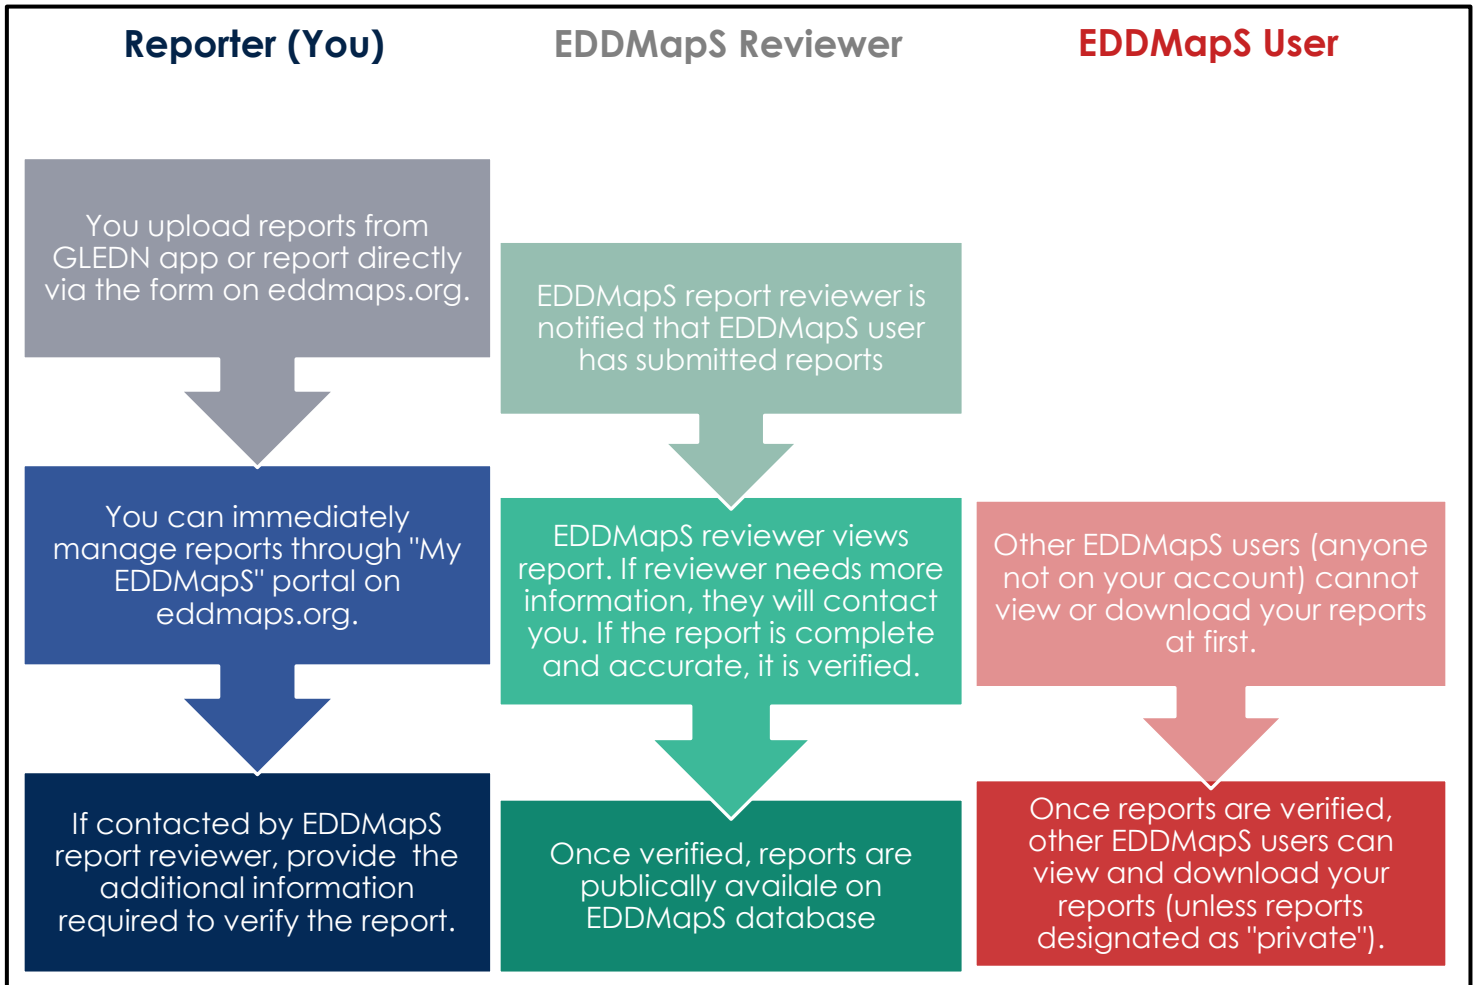 Reporter (You)
EDDMapS Reviewer
EDDMapS User
You upload reports from
GLEDN app or report directly
via the form on eddmaps.org.
You can immediately
manage reports through "My
EDDMapS" portal on
eddmaps.org.
If contacted by EDDMapS
report reviewer, provide  the
additional information
required to verify the report.
EDDMapS report reviewer is
notified that EDDMapS user
has submitted reports
EDDMapS reviewer views
report. If reviewer needs more
information, they will contact
you. If the report is complete
and accurate, it is verified.
Once verified, reports are
publically availale on
EDDMapS database
Other EDDMapS users (anyone
not on your account) cannot
view or download your reports
at first.
Once reports are verified,
other EDDMapS users can
view and download your
reports (unless reports
designated as "private").